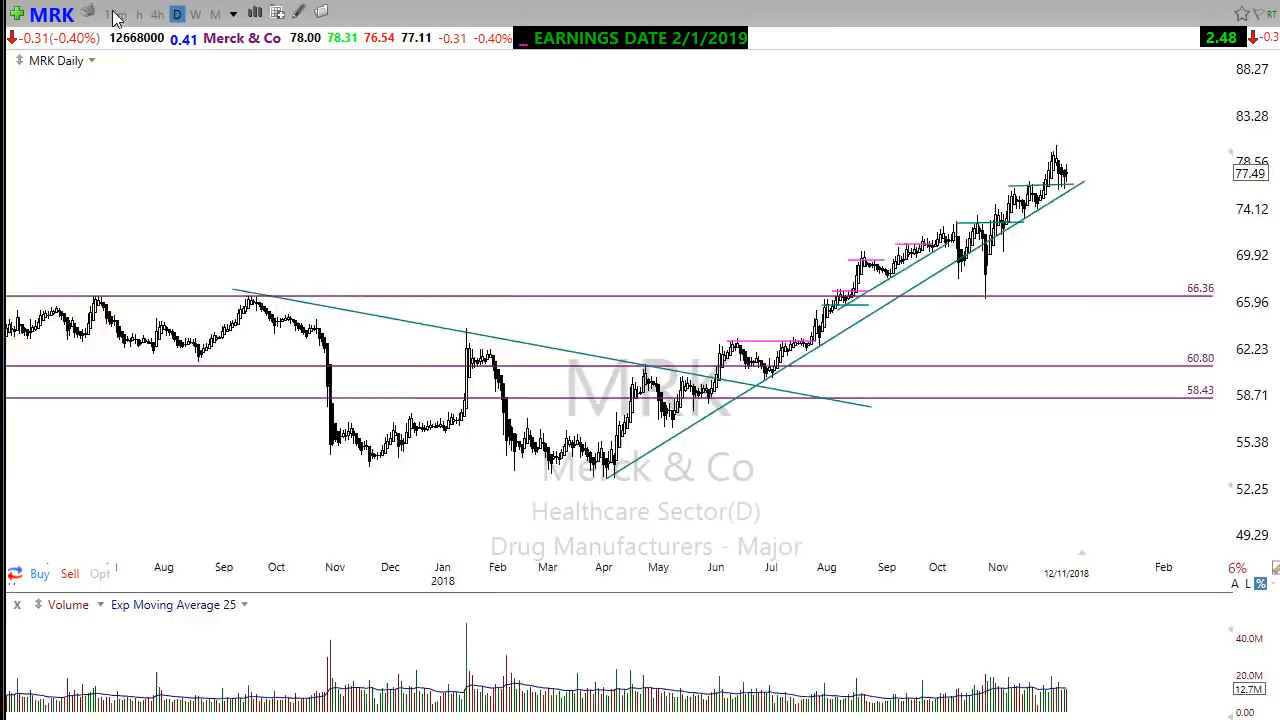 MRK h 4h D W M RT
-0.31(-0.40%) 12668000 0.41 Merck & Co 78.00 78.31 76.54 77.11 -0.31 -0.40% EARNINGS DATE 2/1/2019 2.48 -0.3
MRK Daily
88.27
83.28
78.56
77.49
74.12
69.92
66.36
65.96
62.23
60.80
58.71
58.43
55.38
52.25
49.29
MRK
Merck & Co
Healthcare Sector(D)
Drug Manufacturers - Major
Aug Sep Oct Nov Dec Jan Feb Mar Apr May Jun Jul Aug Sep Oct Nov Feb
2018 12/11/2018
Buy Sell Opt 6%
A L %
x Volume Exp Moving Average 25
40.0M
20.0M
12.7M
0.00